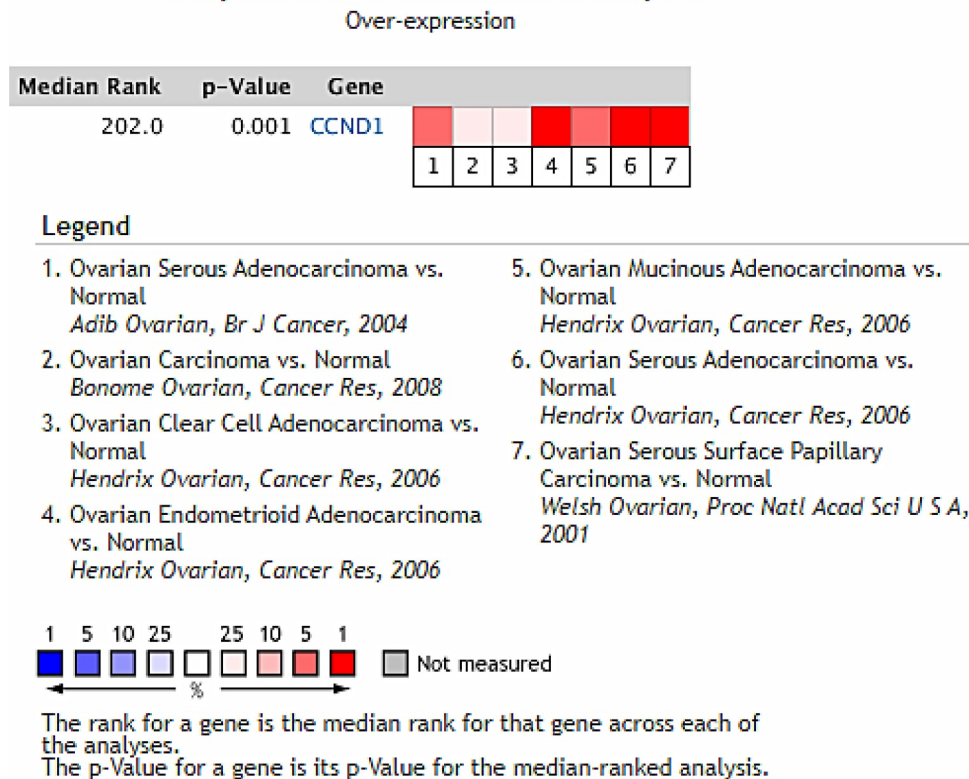 Over-expression
Median Rank p-Value Gene
202.0 0.001 CCND1
1 2 3 4 5 6 7
Legend
1. Ovarian Serous Adenocarcinoma vs.
Normal
Adib Ovarian, Br J Cancer, 2004
2. Ovarian Carcinoma vs. Normal
Bonome Ovarian, Cancer Res, 2008
3. Ovarian Clear Cell Adenocarcinoma vs.
Normal
Hendrix Ovarian, Cancer Res, 2006
4. Ovarian Endometrioid Adenocarcinoma
vs. Normal
Hendrix Ovarian, Cancer Res, 2006
5. Ovarian Mucinous Adenocarcinoma vs.
Normal
Hendrix Ovarian, Cancer Res, 2006
6. Ovarian Serous Adenocarcinoma vs.
Normal
Hendrix Ovarian, Cancer Res, 2006
7. Ovarian Serous Surface Papillary
Carcinoma vs. Normal
Welsh Ovarian, Proc Natl Acad Sci U S A,
2001
1 5 10 25 25 10 5 1
Not measured
%
The rank for a gene is the median rank for that gene across each of
the analyses.
The p-Value for a gene is its p-Value for the median-ranked analysis.